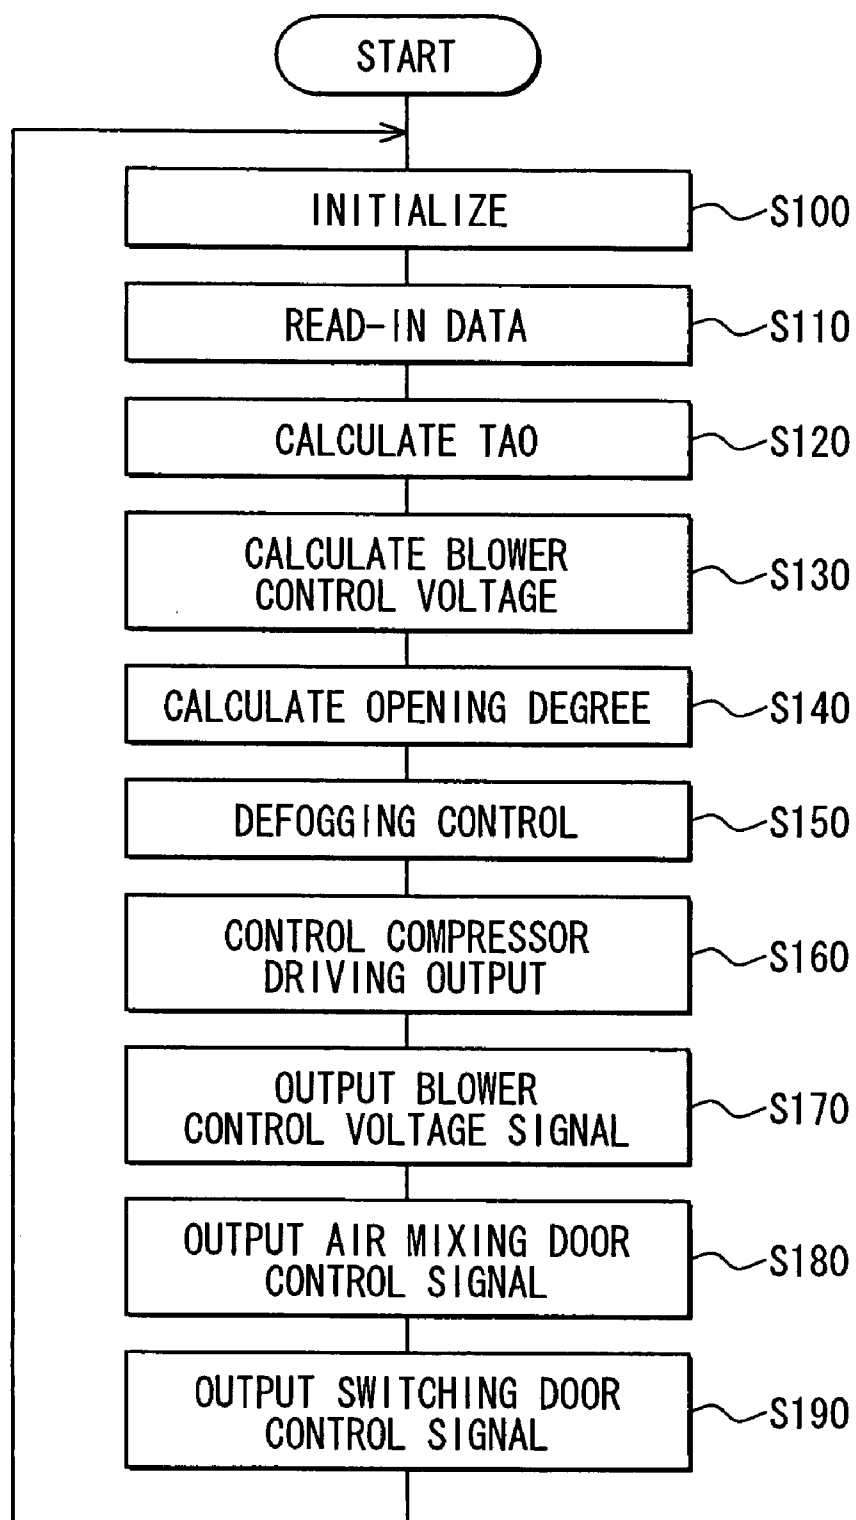 START
INITIALIZE
S100
READ-IN DATA
S110
CALCULATE TAO
S120
CALCULATE BLOWER
CONTROL VOLTAGE
S130
CALCULATE OPENING DEGREE
S140
DEFOGGING CONTROL
S150
CONTROL COMPRESSOR
DRIVING OUTPUT
S160
OUTPUT BLOWER
CONTROL VOLTAGE SIGNAL
S170
OUTPUT AIR MIXING DOOR
CONTROL SIGNAL
S180
OUTPUT SWITCHING DOOR
CONTROL SIGNAL
S190